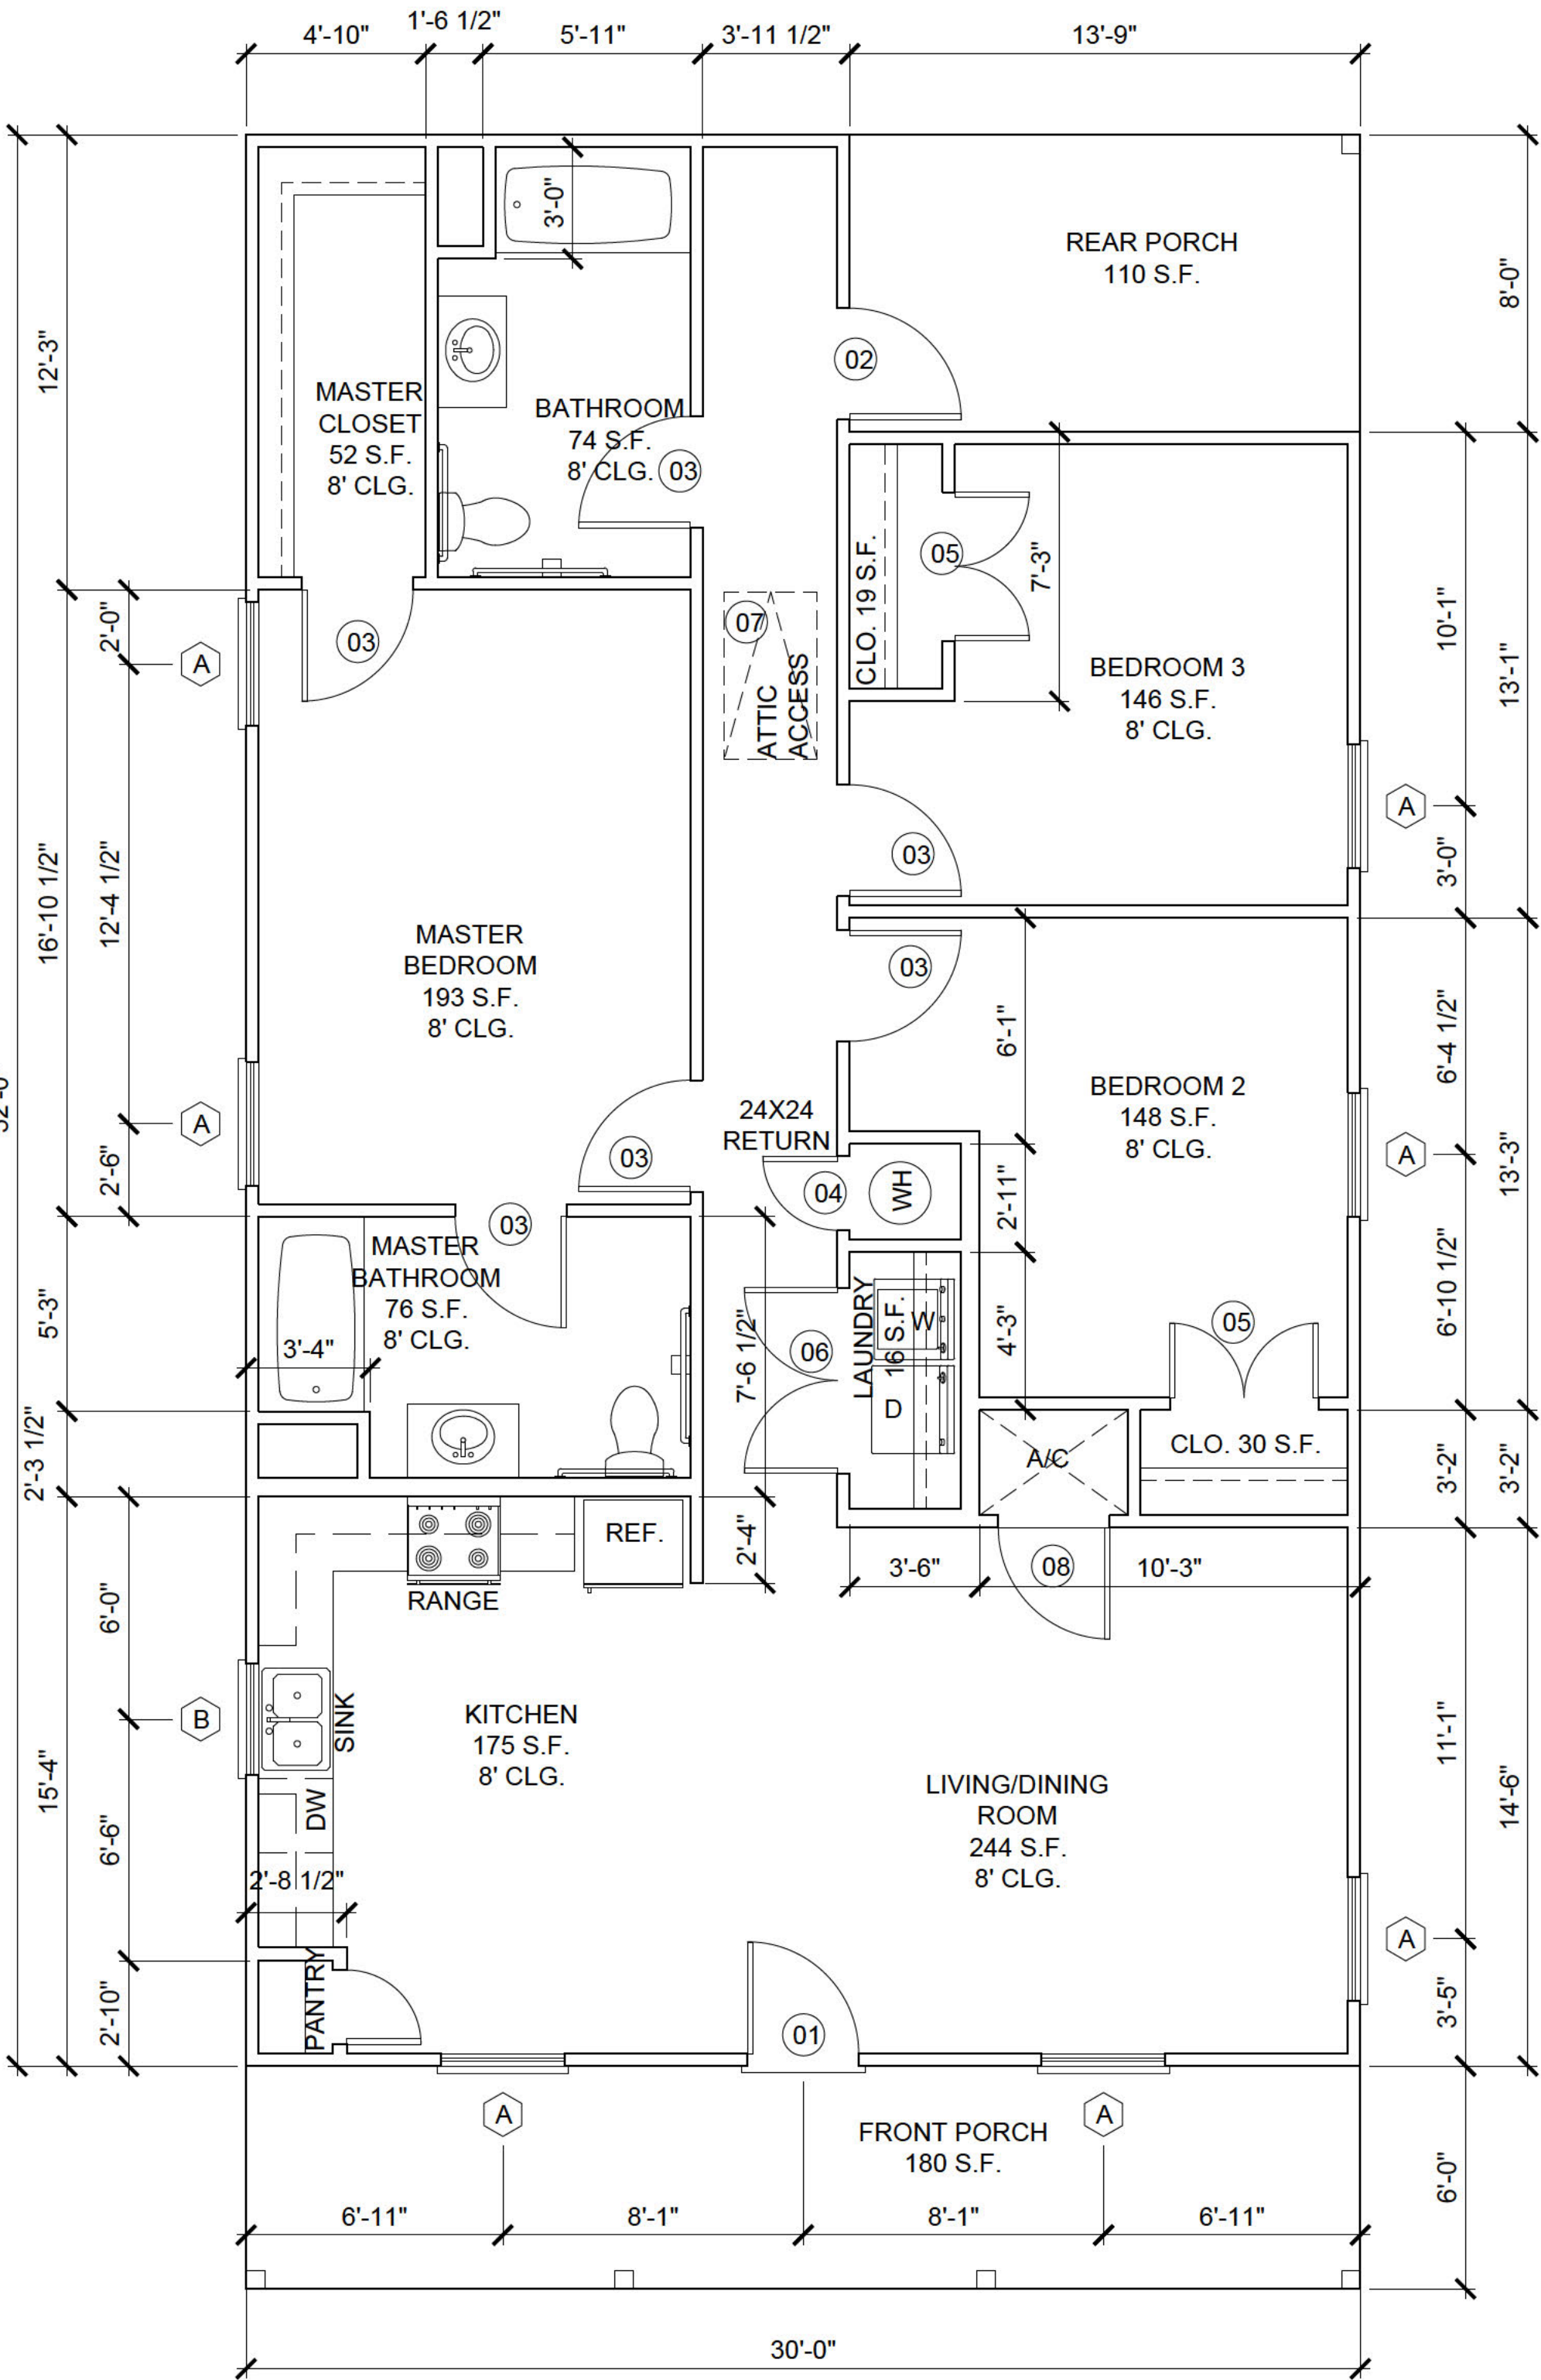 4'-10"
1'-6 1/2"
5'-11"
3'-11 1/2"
13'-9"
3'-0"
REAR PORCH
110 S.F.
8'-0"
12'-3"
02
MASTER
CLOSET
52 S.F.
8' CLG.
BATHROOM
74 S.F.
8' CLG.
03
CLO. 19 S.F.
05
7'-3"
10'-1"
13'-1"
2'-0"
A
03
07
ATTIC
ACCESS
BEDROOM 3
146 S.F.
8' CLG.
A
03
3'-0"
16'-10 1/2"
12'-4 1/2"
MASTER
BEDROOM
193 S.F.
8' CLG.
03
6'-1"
6'-4 1/2"
BEDROOM 2
148 S.F.
8' CLG.
A
13'-3"
A
2'-6"
03
24X24
RETURN
04
WH
2'-11"
03
MASTER
BATHROOM
76 S.F.
8' CLG.
5'-3"
3'-4"
7'-6 1/2"
06
LAUNDRY
16 S.F.
W
D
4'-3"
05
6'-10 1/2"
2'-3 1/2"
A/C
CLO. 30 S.F.
3'-2"
3'-2"
REF.
RANGE
2'-4"
3'-6"
08
10'-3"
6'-0"
B
SINK
KITCHEN
175 S.F.
8' CLG.
15'-4"
6'-6"
DW
2'-8 1/2"
LIVING/DINING
ROOM
244 S.F.
8' CLG.
11'-1"
14'-6"
A
2'-10"
PANTRY
01
3'-5"
A
A
FRONT PORCH
180 S.F.
6'-0"
6'-11"
8'-1"
8'-1"
6'-11"
30'-0"